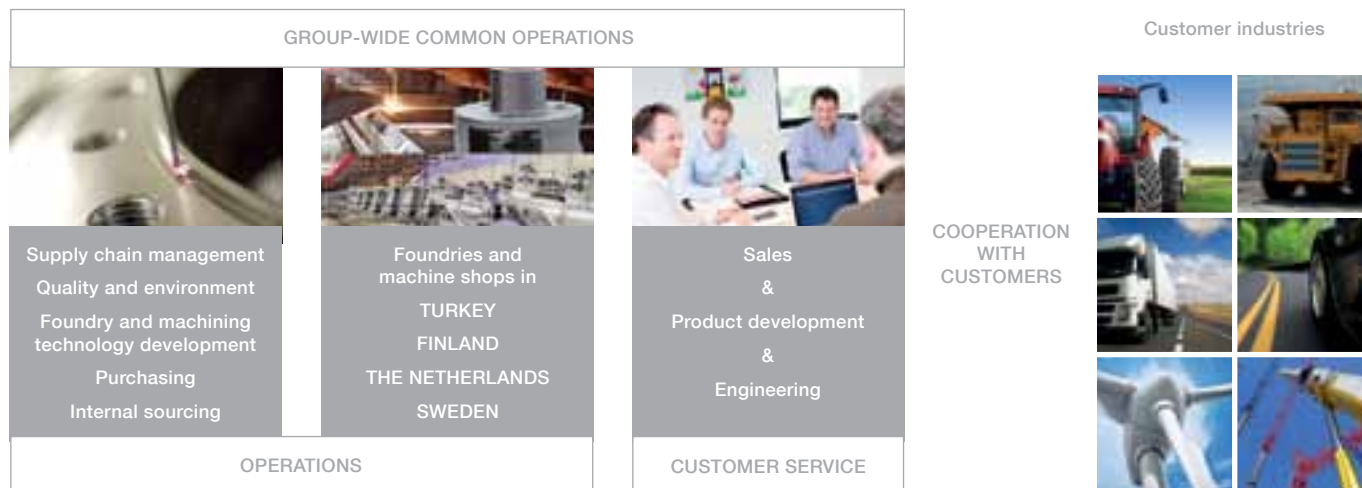 GROUP-WIDE COMMON OPERATIONS
Supply chain management
Quality and environment
Foundry and machining
technology development
Purchasing
Internal sourcing
Foundries and
machine shops in
TURKEY
FINLAND
THE NETHERLANDS
SWEDEN
OPERATIONS
Sales
&
Product development
&
Engineering
CUSTOMER SERVICE
COOPERATION
WITH
CUSTOMERS
Customer industries